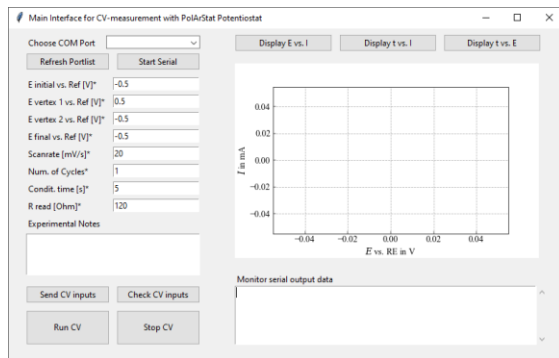 Main Interface for CV-measurement with PolArStat Potentiostat
Choose COM Port
Refresh Portlist Start Serial
E initial vs. Ref [V]* -0.5
E vertex 1 vs. Ref [V]* 0.5
E vertex 2 vs. Ref [V]* -0.5
E final vs. Ref [V]* -0.5
Scanrate [mV/s]* 20
Num. of Cycles* 1
Condit. time [s]* 5
R read [Ohm]* 120
Experimental Notes
Send CV inputs Check CV inputs
Run CV Stop CV
Display E vs. I Display t vs. I Display t vs. E
0.04
0.02
0.00
−0.02
−0.04
I in mA
−0.04 −0.02 0.00 0.02 0.04
E vs. RE in V
Monitor serial output data